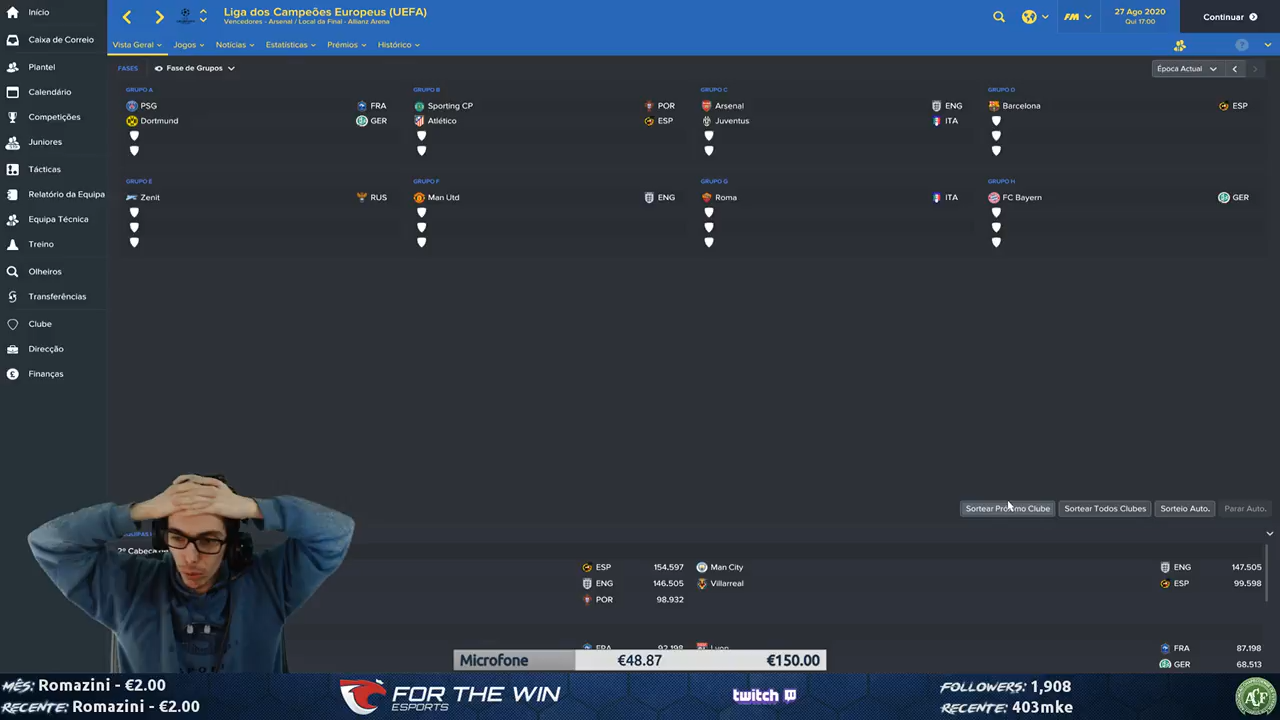 Início
Caixa de Correio
Plantel
Calendário
Competições
Juniores
Tácticas
Relatório da Equipa
Equipa Técnica
Treino
Olheiros
Transferências
Clube
Direcção
Finanças
Liga dos Campeões Europeus (UEFA)
Vencedores - Arsenal / Local da Final - Allianz Arena
FM
27 Ago 2020
Qui 17:00
Continuar
Vista Geral
Jogos
Notícias
Estatísticas
Prémios
Histórico
FASES
Fase de Grupos
Época Actual
GRUPO A
PSG FRA
Dortmund GER
GRUPO B
Sporting CP POR
Atlético ESP
GRUPO C
Arsenal ENG
Juventus ITA
GRUPO D
Barcelona ESP
GRUPO E
Zenit RUS
GRUPO F
Man Utd ENG
GRUPO G
Roma ITA
GRUPO H
FC Bayern GER
Sortear Próximo Clube
Sortear Todos Clubes
Sorteio Auto.
Parar Auto.
ESP 154.597
Man City ENG 147.505
ENG 146.505
Villarreal ESP 99.598
POR 98.932
FRA 92.198
Lyon FRA 87.198
GER 68.513
Microfone €48.87 €150.00
MÊS: Romazini - €2.00
RECENTE: Romazini - €2.00
FOR THE WIN
ESPORTS
twitch
FOLLOWERS: 1,908
RECENTE: 403mke
ACF